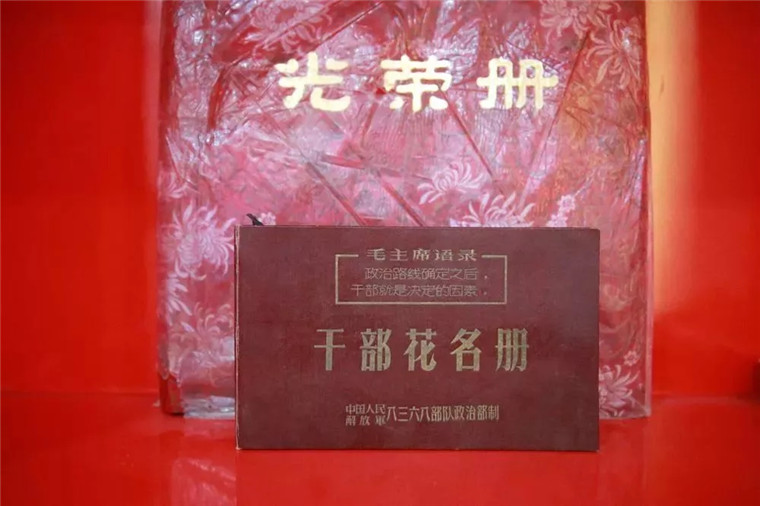 光荣册
毛主席语录
政治路线确定之后,
干部就是决定的因素,
干部花名册
中国人民
解放军八三六八部队政治部制